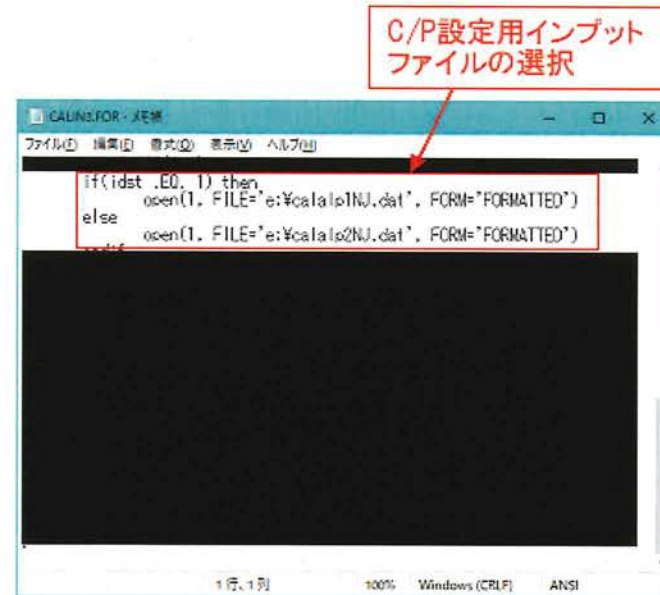 C/P設定用インプット
ファイルの選択
CALIN3.FOR - メモ帳
ファイル(F) 編集(E) 書式(O) 表示(V) ヘルプ(H)
if(idst .EQ. 1) then
open(1, FILE='e:¥calalp1NJ.dat', FORM='FORMATTED')
else
open(1, FILE='e:¥calalp2NJ.dat', FORM='FORMATTED')
1行、1列 100% Windows (CRLF) ANSI